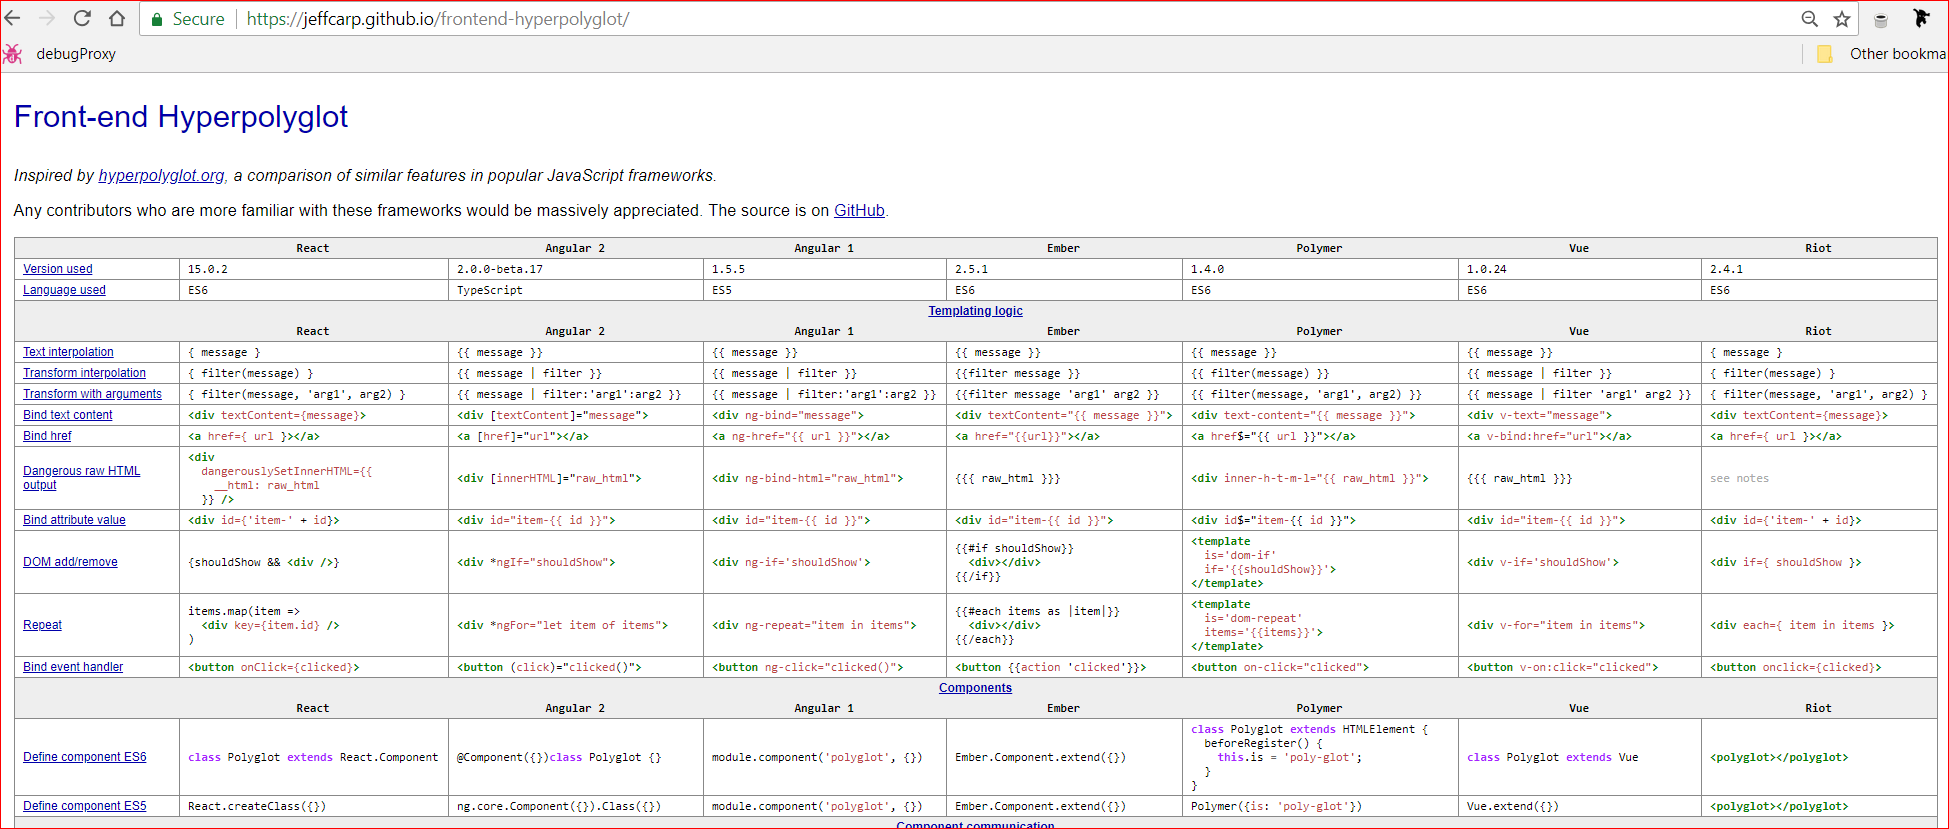 Secure https://jeffcarp.github.io/frontend-hyperpolyglot/
debugProxy Other bookma
Front-end Hyperpolyglot
Inspired by hyperpolyglot.org, a comparison of similar features in popular JavaScript frameworks.
Any contributors who are more familiar with these frameworks would be massively appreciated. The source is on GitHub.
React Angular 2 Angular 1 Ember Polymer Vue Riot
Version used 15.0.2 2.0.0-beta.17 1.5.5 2.5.1 1.4.0 1.0.24 2.4.1
Language used ES6 TypeScript ES5 ES6 ES6 ES6 ES6
Templating logic
React Angular 2 Angular 1 Ember Polymer Vue Riot
Text interpolation { message } {{ message }} {{ message }} {{ message }} {{ message }} {{ message }} { message }
Transform interpolation { filter(message) } {{ message | filter }} {{ message | filter }} {{filter message }} {{ filter(message) }} {{ message | filter }} { filter(message) }
Transform with arguments { filter(message, 'arg1', arg2) } {{ message | filter:'arg1':arg2 }} {{ message | filter:'arg1':arg2 }} {{filter message 'arg1' arg2 }} {{ filter(message, 'arg1', arg2) }} {{ message | filter 'arg1' arg2 }} { filter(message, 'arg1', arg2) }
Bind text content <div textContent={message}> <div [textContent]="message"> <div ng-bind="message"> <div textContent="{{ message }}"> <div text-content="{{ message }}"> <div v-text="message"> <div textContent={message}>
Bind href <a href={ url }></a> <a [href]="url"></a> <a ng-href="{{ url }}"></a> <a href="{{url}}"></a> <a href$="{{ url }}"></a> <a v-bind:href="url"></a> <a href={ url }></a>
Dangerous raw HTML
output
<div
dangerouslySetInnerHTML={{
__html: raw_html
}} />
<div [innerHTML]="raw_html"> <div ng-bind-html="raw_html"> {{{ raw_html }}} <div inner-h-t-m-l="{{ raw_html }}"> {{{ raw_html }}} see notes
Bind attribute value <div id={'item-' + id}> <div id="item-{{ id }}"> <div id="item-{{ id }}"> <div id="item-{{ id }}"> <div id$="item-{{ id }}"> <div id="item-{{ id }}"> <div id={'item-' + id}>
DOM add/remove {shouldShow && <div />} <div *ngIf="shouldShow"> <div ng-if='shouldShow'>
{{#if shouldShow}}
<div></div>
{{/if}}
<template
is='dom-if'
if='{{shouldShow}}'>
</template>
<div v-if='shouldShow'> <div if={ shouldShow }>
Repeat
items.map(item =>
<div key={item.id} />
)
<div *ngFor="let item of items"> <div ng-repeat="item in items">
{{#each items as |item|}}
<div></div>
{{/each}}
<template
is='dom-repeat'
items='{{items}}'>
</template>
<div v-for="item in items"> <div each={ item in items }>
Bind event handler <button onClick={clicked}> <button (click)="clicked()"> <button ng-click="clicked()"> <button {{action 'clicked'}}> <button on-click="clicked"> <button v-on:click="clicked"> <button onclick={clicked}>
Components
React Angular 2 Angular 1 Ember Polymer Vue Riot
Define component ES6 class Polyglot extends React.Component @Component({})class Polyglot {} module.component('polyglot', {}) Ember.Component.extend({})
class Polyglot extends HTMLElement {
beforeRegister() {
this.is = 'poly-glot';
}
}
class Polyglot extends Vue <polyglot></polyglot>
Define component ES5 React.createClass({}) ng.core.Component({}).Class({}) module.component('polyglot', {}) Ember.Component.extend({}) Polymer({is: 'poly-glot'}) Vue.extend({}) <polyglot></polyglot>
Component communication